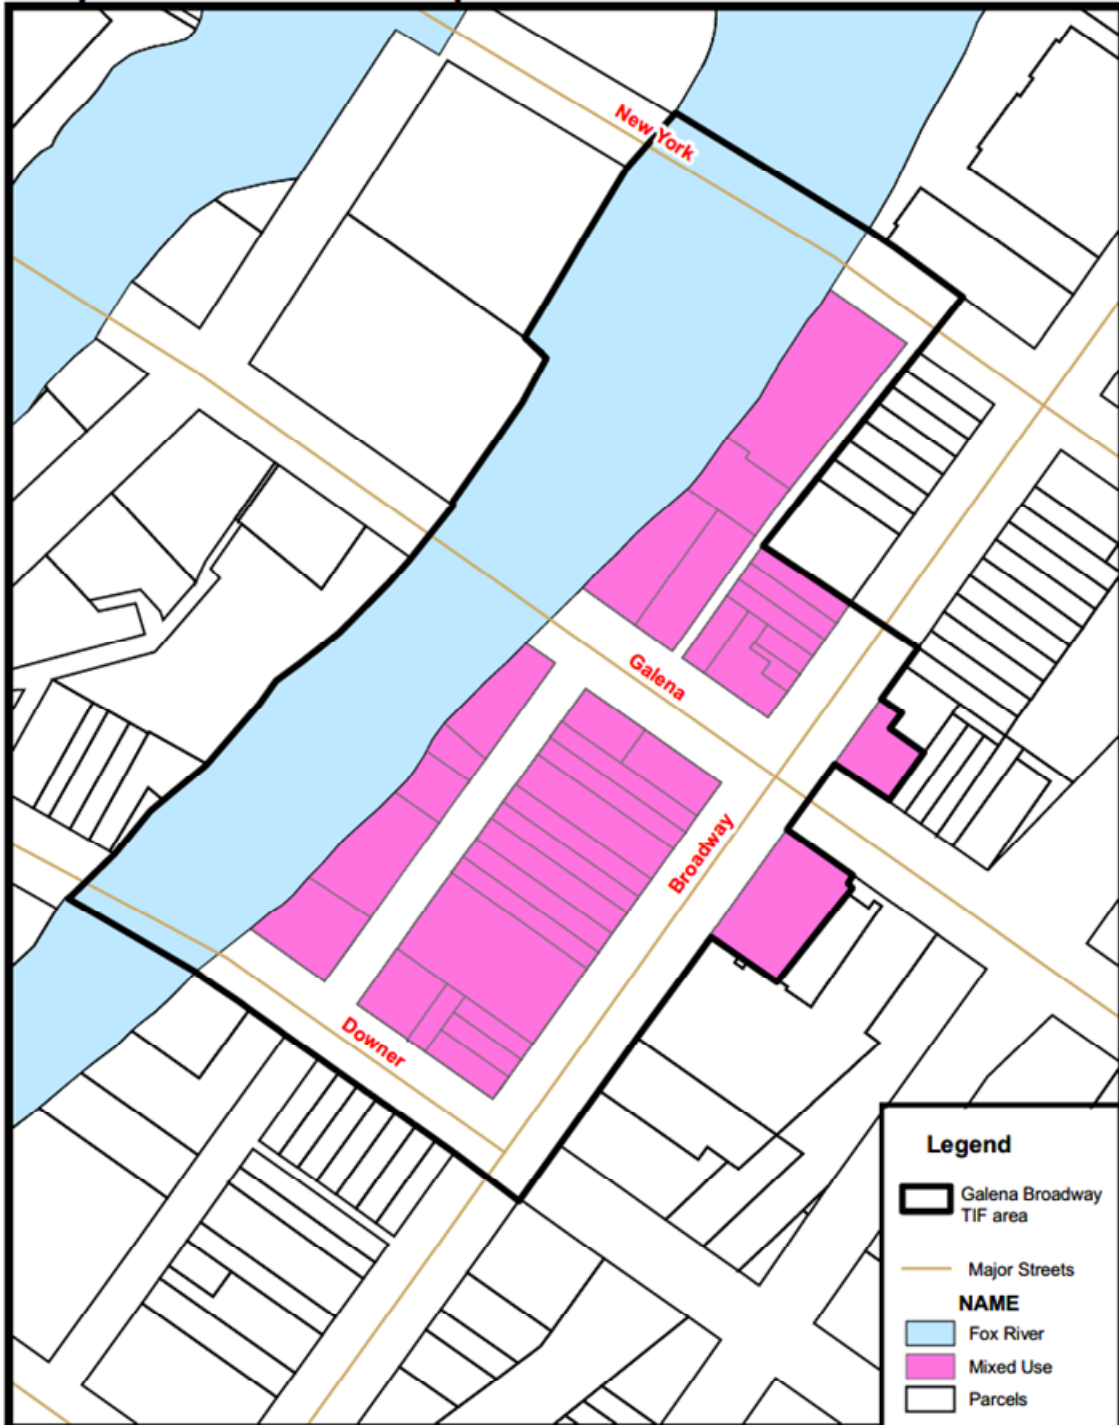 New York
Galena
Broadway
Downer
Legend
Galena Broadway
TIF area
Major Streets
NAME
Fox River
Mixed Use
Parcels